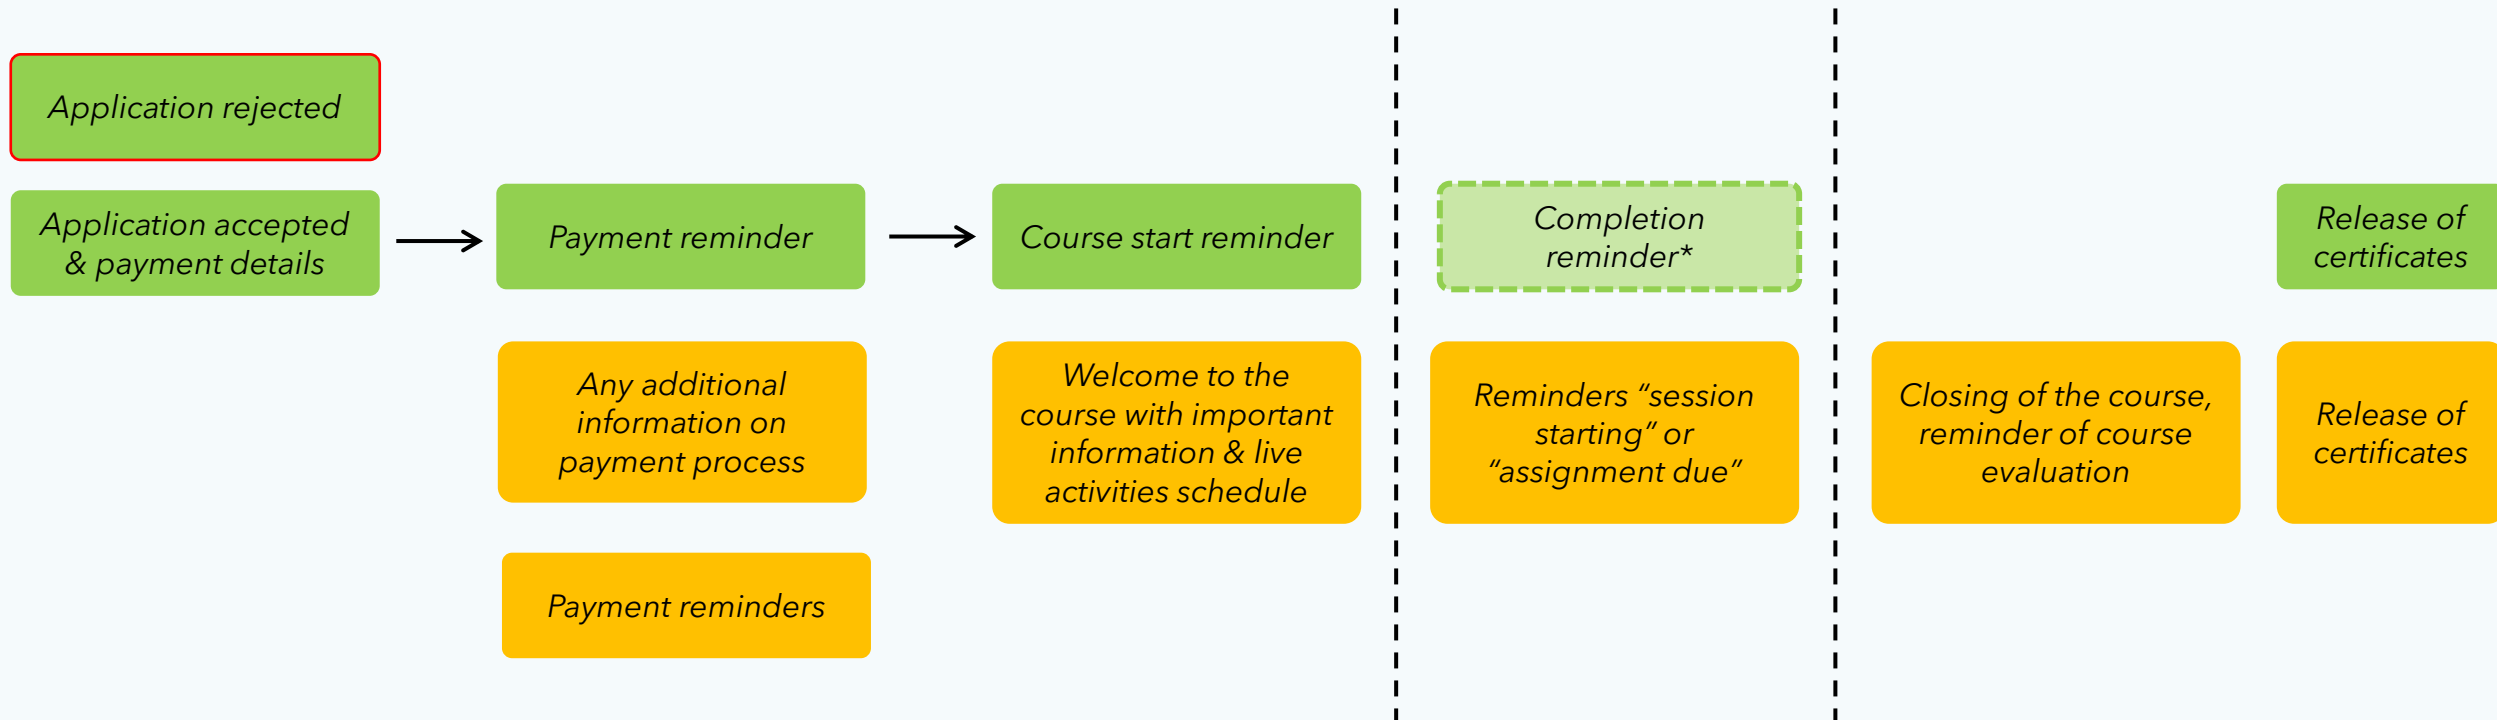 Application rejected
Application accepted
& payment details
Payment reminder
Course start reminder
Completion
reminder*
Release of
certificates
Any additional
information on
payment process
Welcome to the
course with important
information & live
activities schedule
Reminders “session
starting” or
“assignment due”
Closing of the course,
reminder of course
evaluation
Release of
certificates
Payment reminders